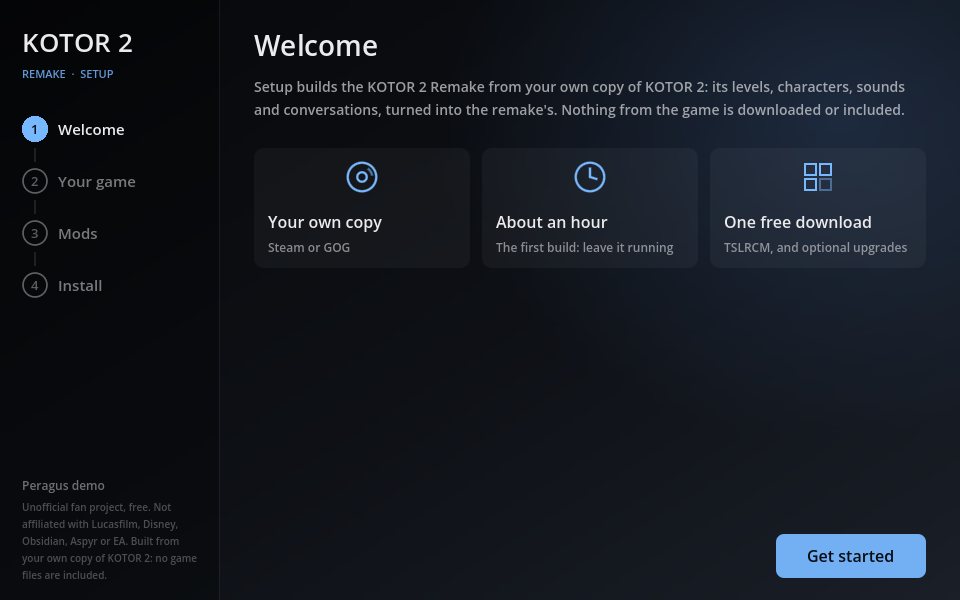 KOTOR 2
REMAKE · SETUP
1 Welcome
2 Your game
3 Mods
4 Install
Peragus demo
Unofficial fan project, free. Not
affiliated with Lucasfilm, Disney,
Obsidian, Aspyr or EA. Built from
your own copy of KOTOR 2: no game
files are included.
Welcome
Setup builds the KOTOR 2 Remake from your own copy of KOTOR 2: its levels, characters, sounds
and conversations, turned into the remake's. Nothing from the game is downloaded or included.
Your own copy
Steam or GOG
About an hour
The first build: leave it running
One free download
TSLRCM, and optional upgrades
Get started